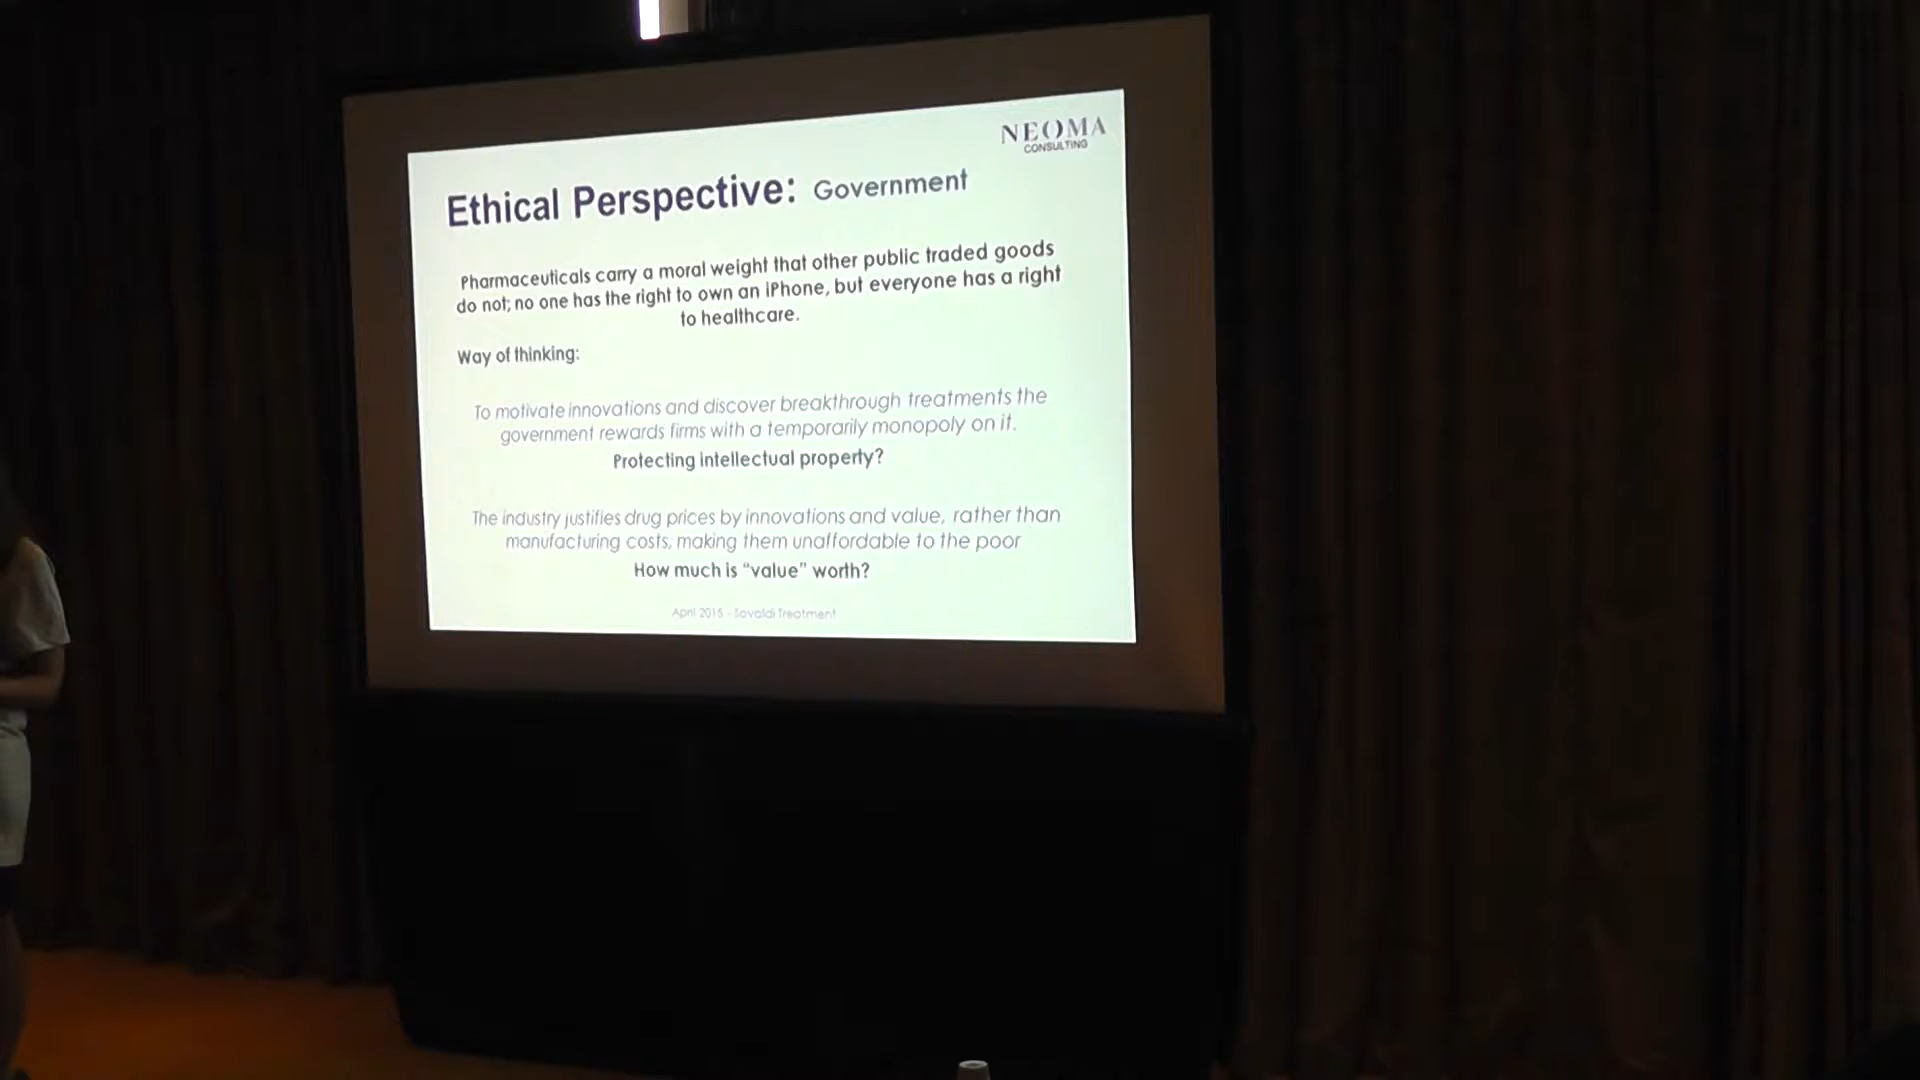 NEOMA
CONSULTING
Ethical Perspective: Government
Pharmaceuticals carry a moral weight that other public traded goods
do not; no one has the right to own an iPhone, but everyone has a right
to healthcare.
Way of thinking:
To motivate innovations and discover breakthrough treatments the
government rewards firms with a temporarily monopoly on it.
Protecting intellectual property?
The industry justifies drug prices by innovations and value, rather than
manufacturing costs, making them unaffordable to the poor
How much is “value” worth?
April 2015 - Sovaldi Treatment